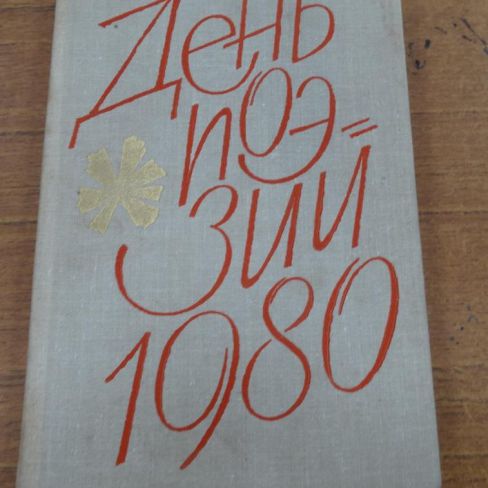 День
поэ=
зии
1980